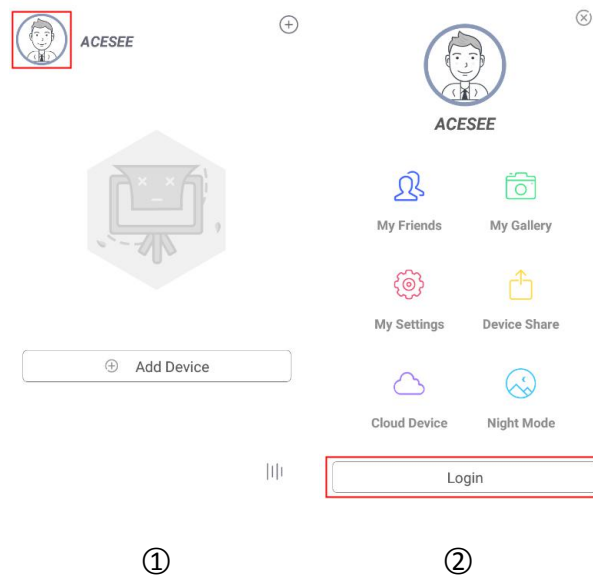 ACESEE
Add Device
①
ACESEE
My Friends
My Gallery
My Settings
Device Share
Cloud Device
Night Mode
Login
②